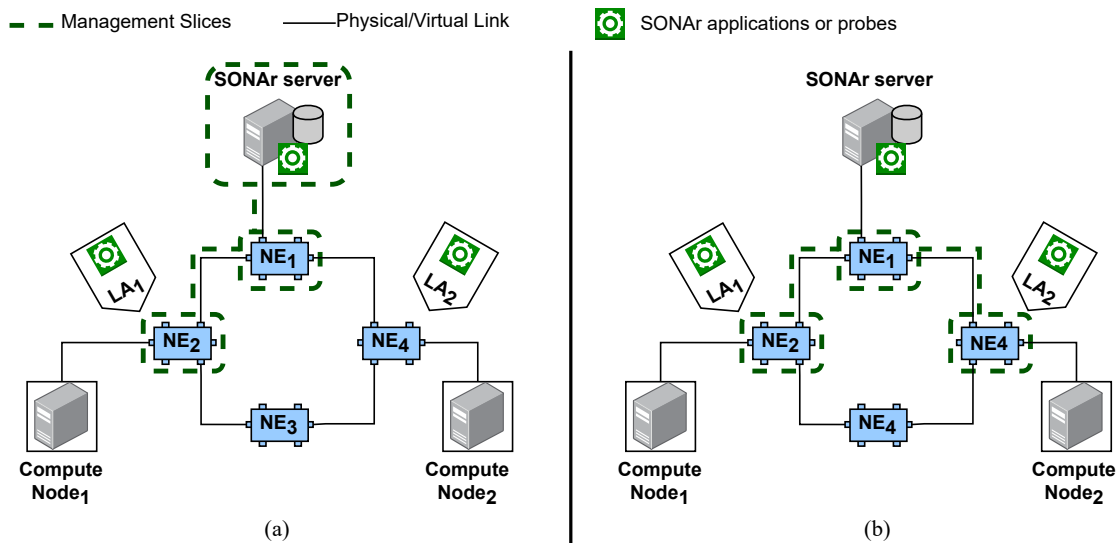 Management Slices
Physical/Virtual Link
SONAr applications or probes
SONAr server
NE1
LA1
LA2
NE2
NE4
NE3
Compute
Node1
Compute
Node2
(a)
SONAr server
NE1
LA1
LA2
NE2
NE4
NE4
Compute
Node1
Compute
Node2
(b)